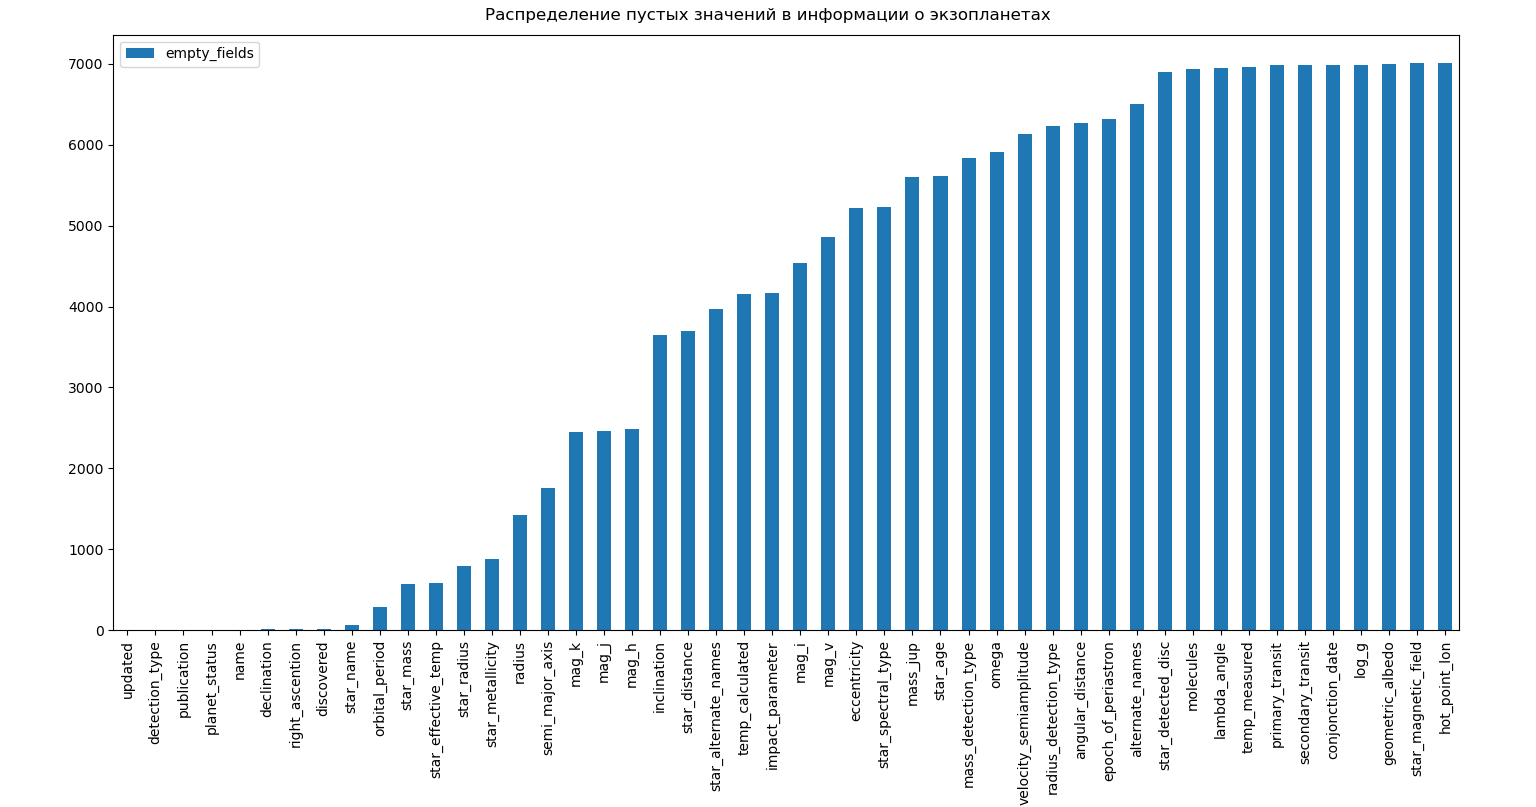 Распределение пустых значений в информации о экзопланетах
empty_fields
7000
6000
5000
4000
3000
2000
1000
0
updated
detection_type
publication
planet_status
name
declination
right_ascention
discovered
star_name
orbital_period
star_mass
star_effective_temp
star_radius
star_metallicity
radius
semi_major_axis
mag_k
mag_j
mag_h
inclination
star_distance
star_alternate_names
temp_calculated
impact_parameter
mag_i
mag_v
eccentricity
star_spectral_type
mass_jup
star_age
mass_detection_type
omega
velocity_semiamplitude
radius_detection_type
angular_distance
epoch_of_periastron
alternate_names
star_detected_disc
molecules
lambda_angle
temp_measured
primary_transit
secondary_transit
conjonction_date
log_g
geometric_albedo
star_magnetic_field
hot_point_lon